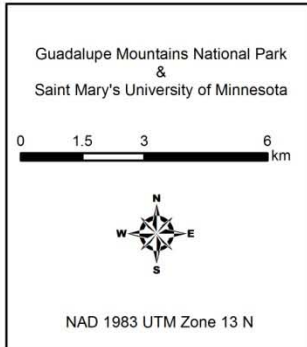 Guadalupe Mountains National Park
&
Saint Mary's University of Minnesota
0 1.5 3 6
km
N
W E
S
NAD 1983 UTM Zone 13 N